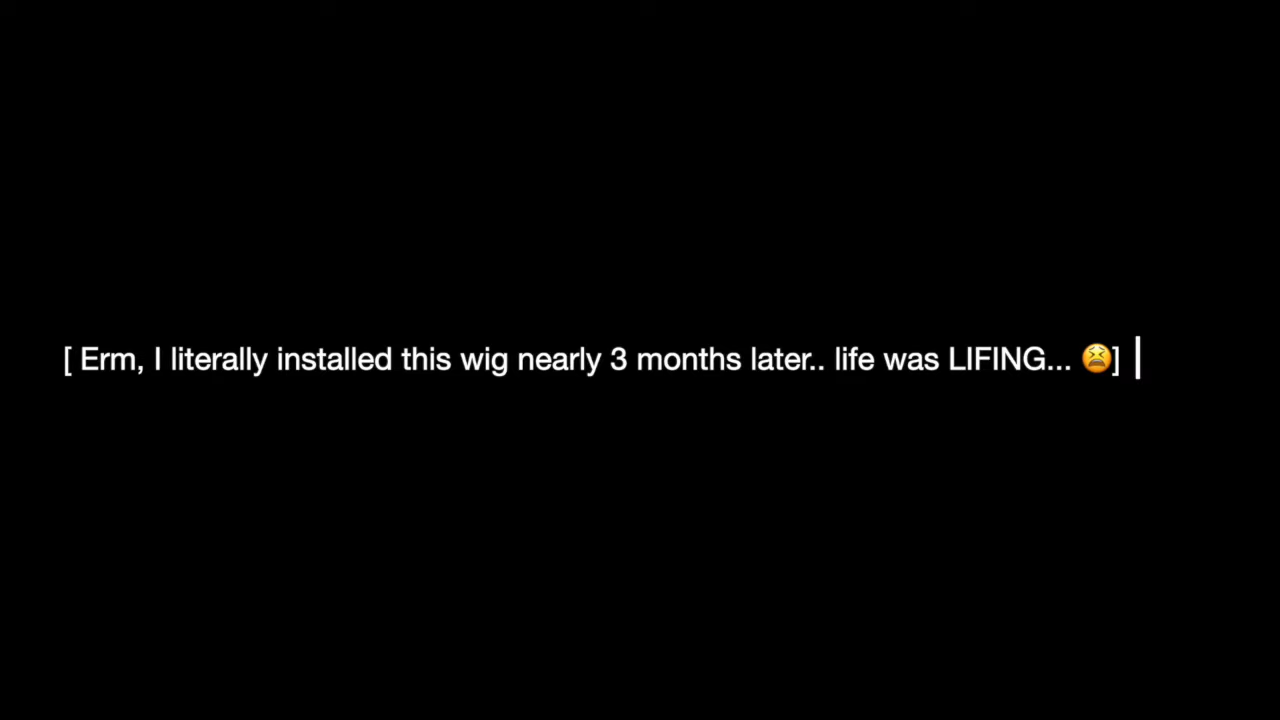 [ Erm, I literally installed this wig nearly 3 months later.. life was LIFING... 😫]